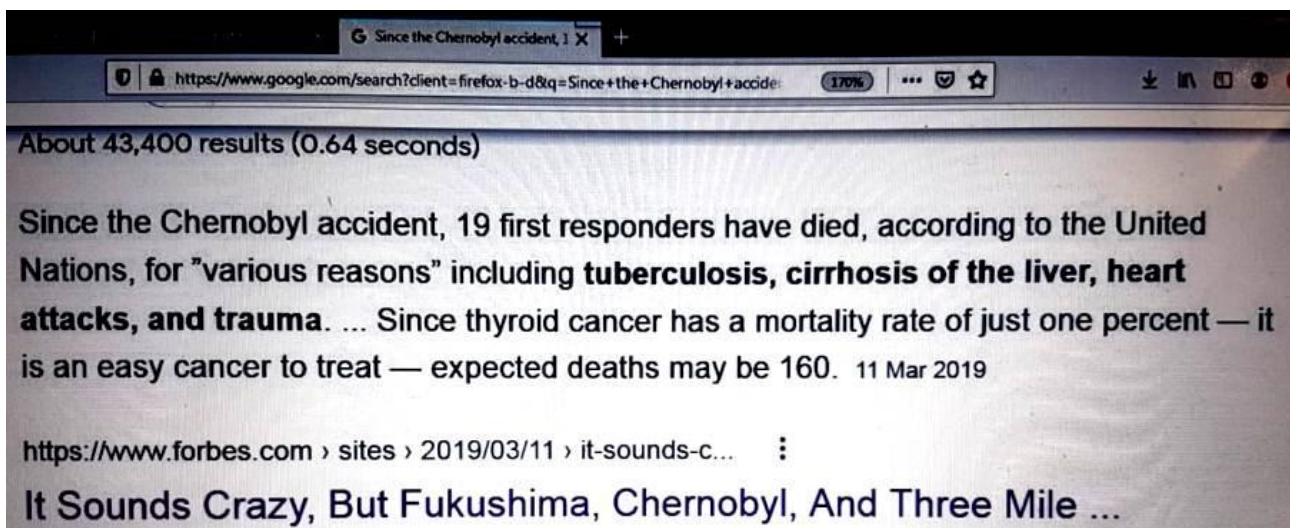 G Since the Chernobyl accident, 1 X +
https://www.google.com/search?client=firefox-b-d&q=Since+the+Chernobyl+accide 170% ...
About 43,400 results (0.64 seconds)
Since the Chernobyl accident, 19 first responders have died, according to the United
Nations, for "various reasons" including tuberculosis, cirrhosis of the liver, heart
attacks, and trauma. ... Since thyroid cancer has a mortality rate of just one percent — it
is an easy cancer to treat — expected deaths may be 160. 11 Mar 2019
https://www.forbes.com › sites › 2019/03/11 › it-sounds-c...
It Sounds Crazy, But Fukushima, Chernobyl, And Three Mile ...